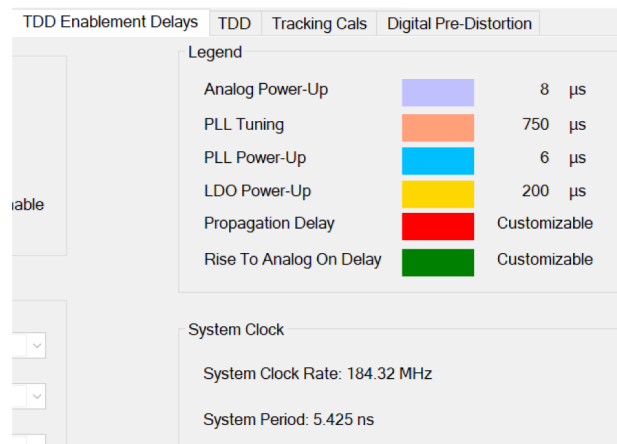 TDD Enablement Delays TDD Tracking Cals Digital Pre-Distortion
Legend
Analog Power-Up 8 µs
PLL Tuning 750 µs
PLL Power-Up 6 µs
LDO Power-Up 200 µs
Propagation Delay Customizable
Rise To Analog On Delay Customizable
System Clock
System Clock Rate: 184.32 MHz
System Period: 5.425 ns